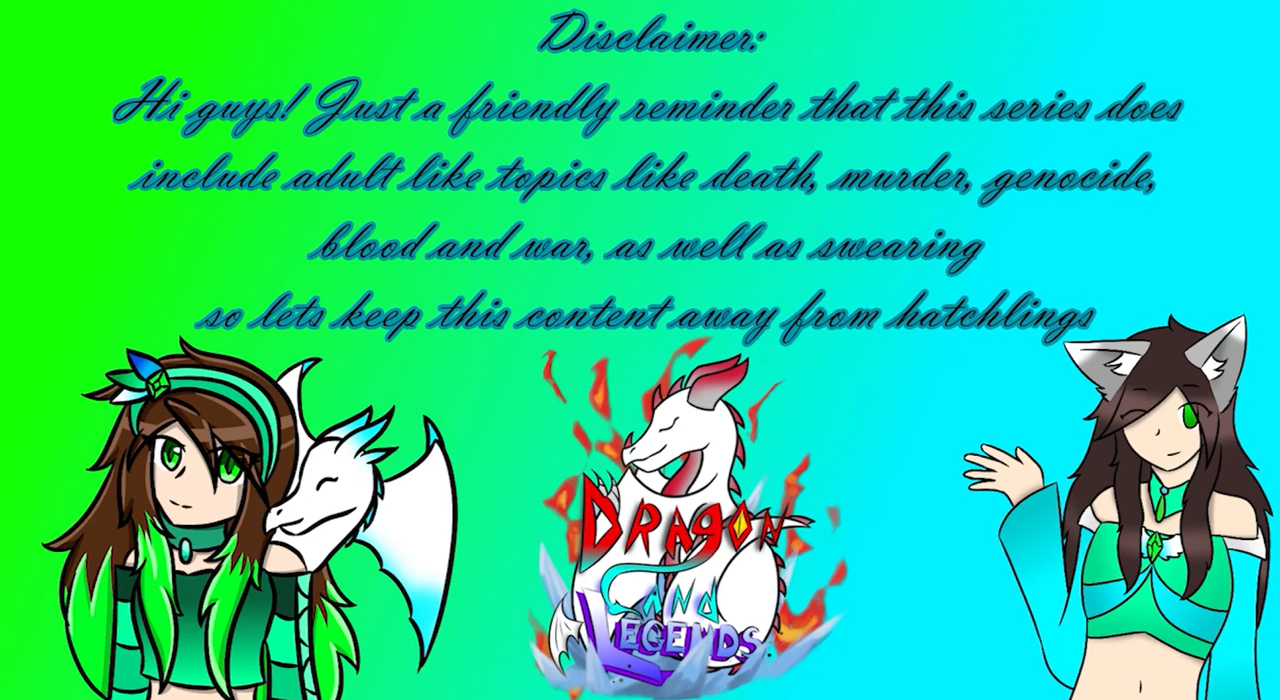 Disclaimer:
Hi guys! Just a friendly reminder that this series does
include adult like topics like death, murder, genocide,
blood and war, as well as swearing
so lets keep this content away from hatchlings
DRAgON
AND
LEGENDS